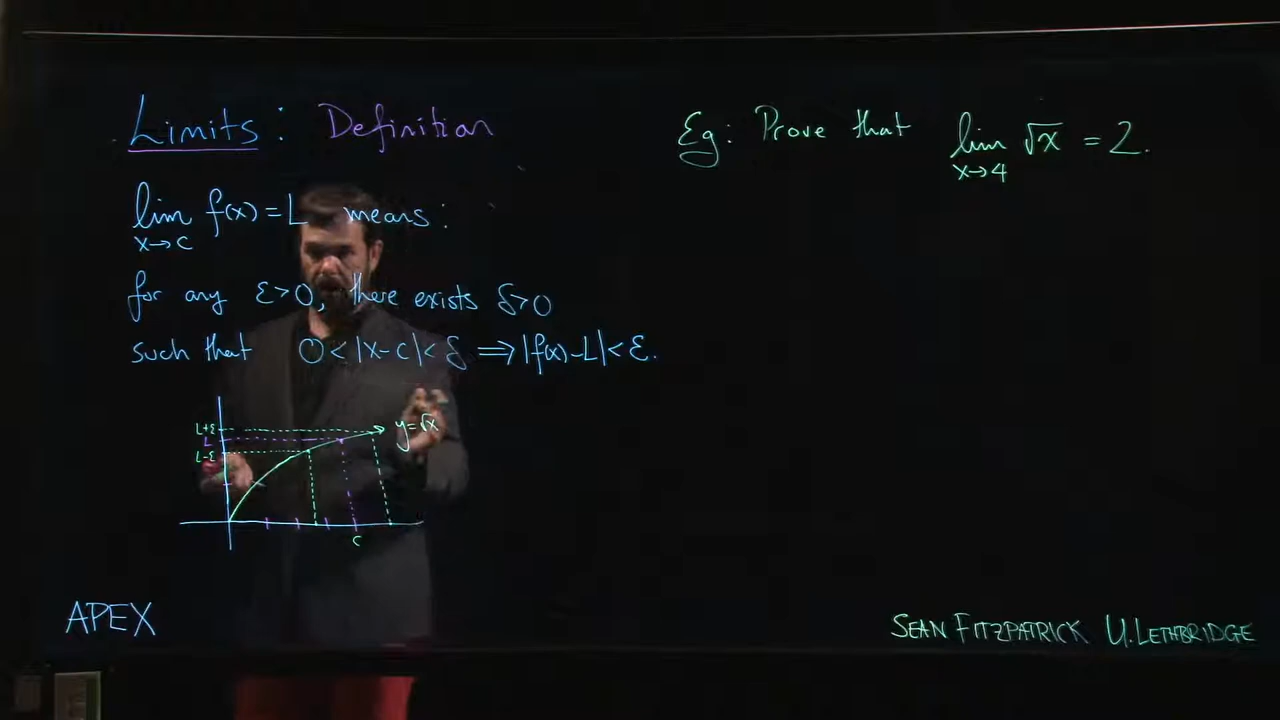 Limits: Definition
lim f(x) = L means:
x→c
for any ε>0, there exists δ>0
such that 0<|x-c|<δ ⟹ |f(x)-L|<ε.
L+ε
L
L-ε
y=√x
c
APEX
Eg: Prove that lim √x = 2.
x→4
SEAN FITZPATRICK U. LETHBRIDGE